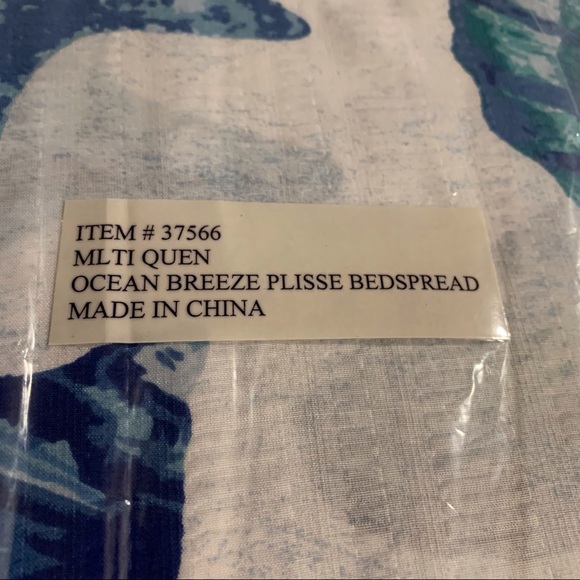 ITEM # 37566
MLTI QUEN
OCEAN BREEZE PLISSE BEDSPREAD
MADE IN CHINA